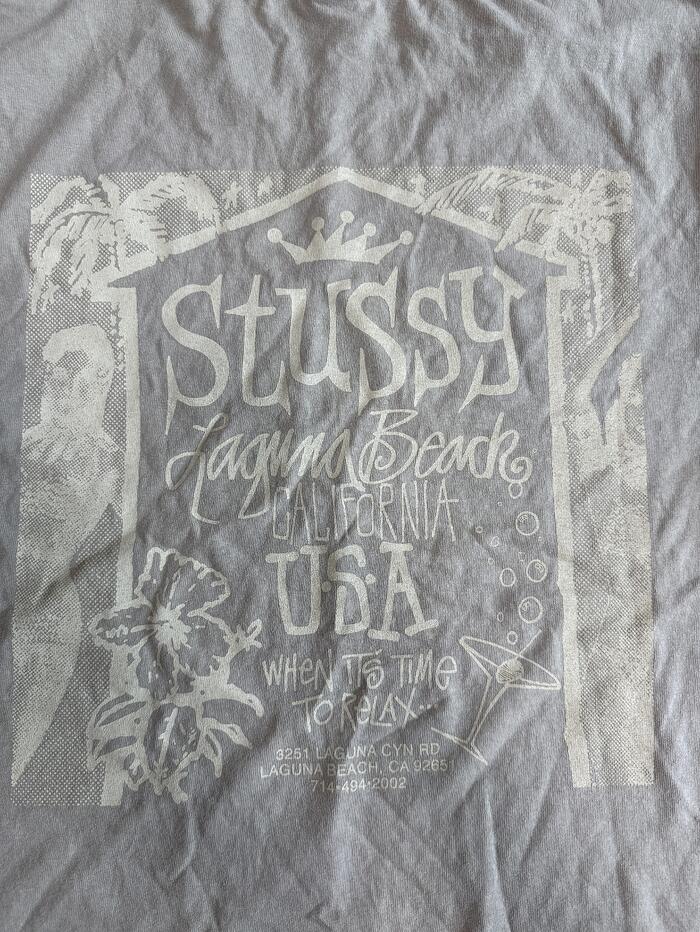 Stussy
Laguna Beach
CALIFORNIA
U.S.A
WHEN IT'S TIME
TO RELAX...
3251 LAGUNA CYN RD
LAGUNA BEACH, CA 92651
714•494•2002